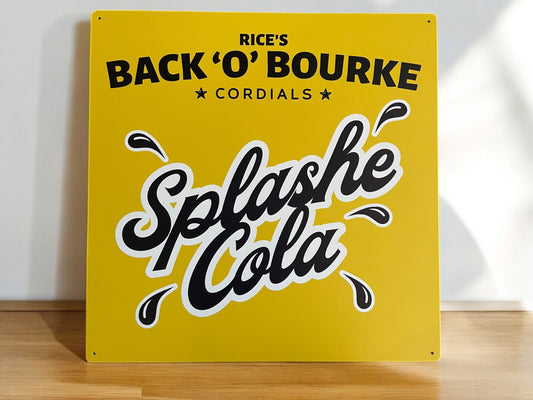 RICE'S
BACK 'O' BOURKE
★ CORDIALS ★
Splashe
Cola